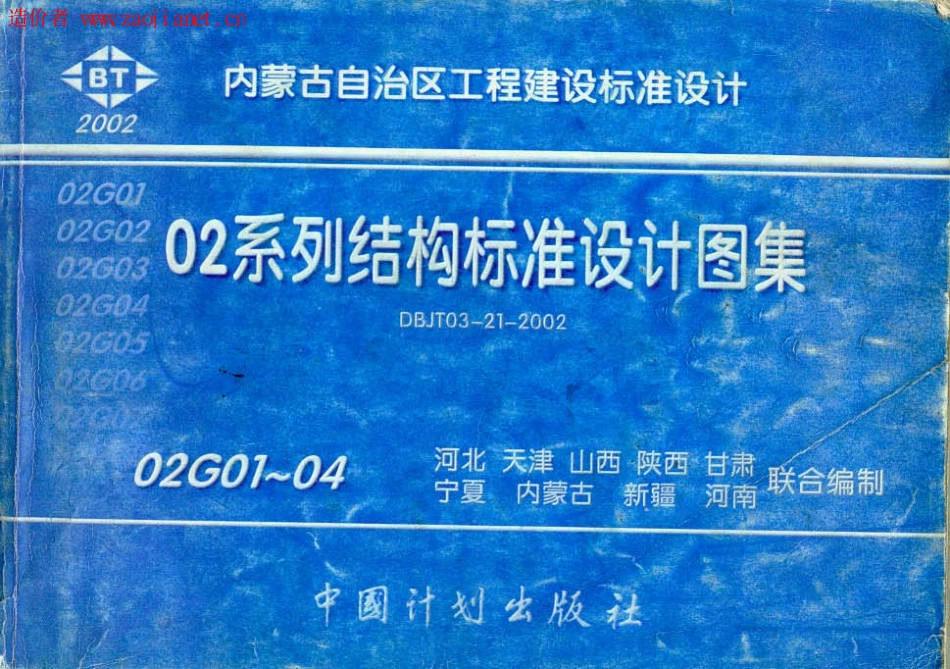 造价者 www.zaojianet.cn
BT
2002
内蒙古自治区工程建设标准设计
02G01
02G02
02G03
02G04
02G05
02G06
02系列结构标准设计图集
DBJT03-21-2002
02G01~04
河北 天津 山西 陕西 甘肃
宁夏 内蒙古 新疆 河南
联合编制
中國计划出版社